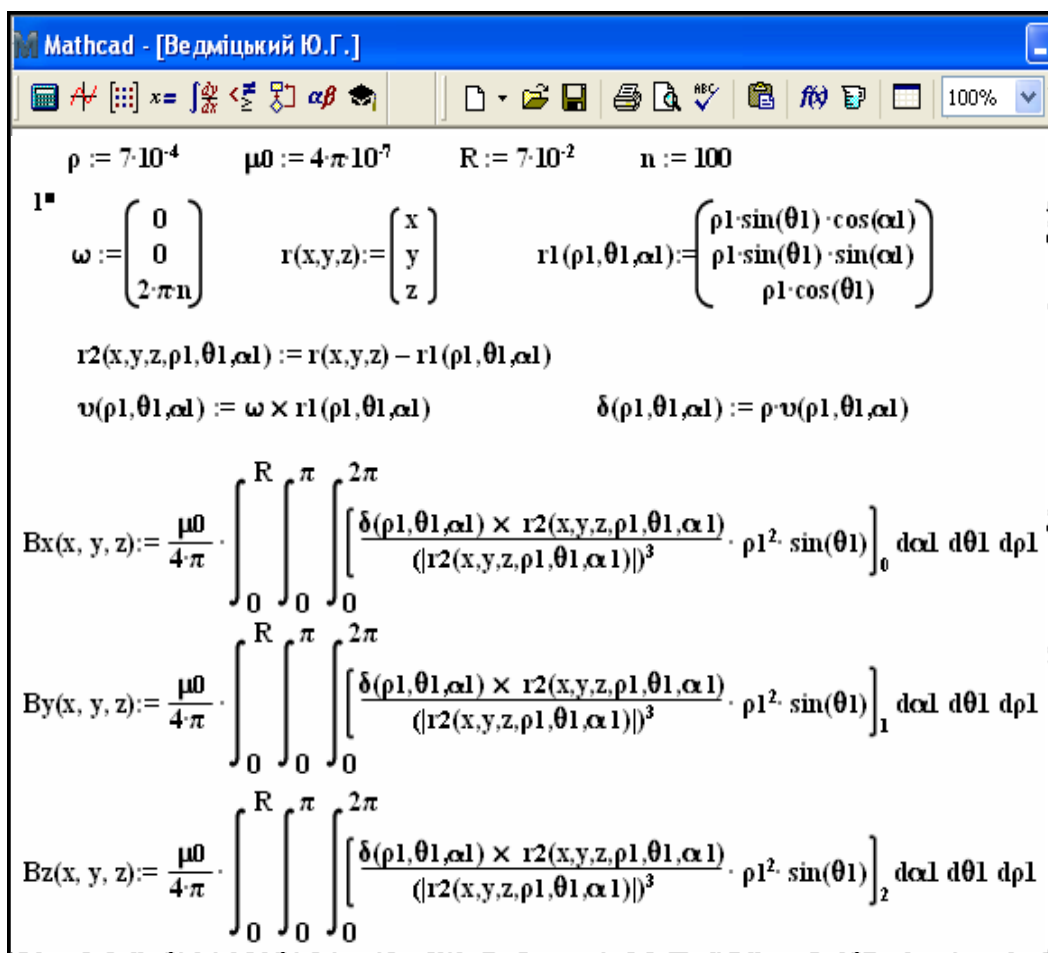 Mathcad - [Ведміцький Ю.Г.]
x= αβ ABC f(x) 100%
ρ := 7·10^-4 μ0 := 4·π·10^-7 R := 7·10^-2 n := 100
1
ω := (0 0 2·π·n) r(x,y,z) := (x y z) r1(ρ1,θ1,α1) := (ρ1·sin(θ1)·cos(α1) ρ1·sin(θ1)·sin(α1) ρ1·cos(θ1))
r2(x,y,z,ρ1,θ1,α1) := r(x,y,z) – r1(ρ1,θ1,α1)
υ(ρ1,θ1,α1) := ω × r1(ρ1,θ1,α1) δ(ρ1,θ1,α1) := ρ·υ(ρ1,θ1,α1)
Bx(x, y, z) := μ0/(4·π) · ∫_0^R ∫_0^π ∫_0^2π [δ(ρ1,θ1,α1) × r2(x,y,z,ρ1,θ1,α1)/(|r2(x,y,z,ρ1,θ1,α1)|)^3 · ρ1^2 · sin(θ1)]_0 dα1 dθ1 dρ1
By(x, y, z) := μ0/(4·π) · ∫_0^R ∫_0^π ∫_0^2π [δ(ρ1,θ1,α1) × r2(x,y,z,ρ1,θ1,α1)/(|r2(x,y,z,ρ1,θ1,α1)|)^3 · ρ1^2 · sin(θ1)]_1 dα1 dθ1 dρ1
Bz(x, y, z) := μ0/(4·π) · ∫_0^R ∫_0^π ∫_0^2π [δ(ρ1,θ1,α1) × r2(x,y,z,ρ1,θ1,α1)/(|r2(x,y,z,ρ1,θ1,α1)|)^3 · ρ1^2 · sin(θ1)]_2 dα1 dθ1 dρ1